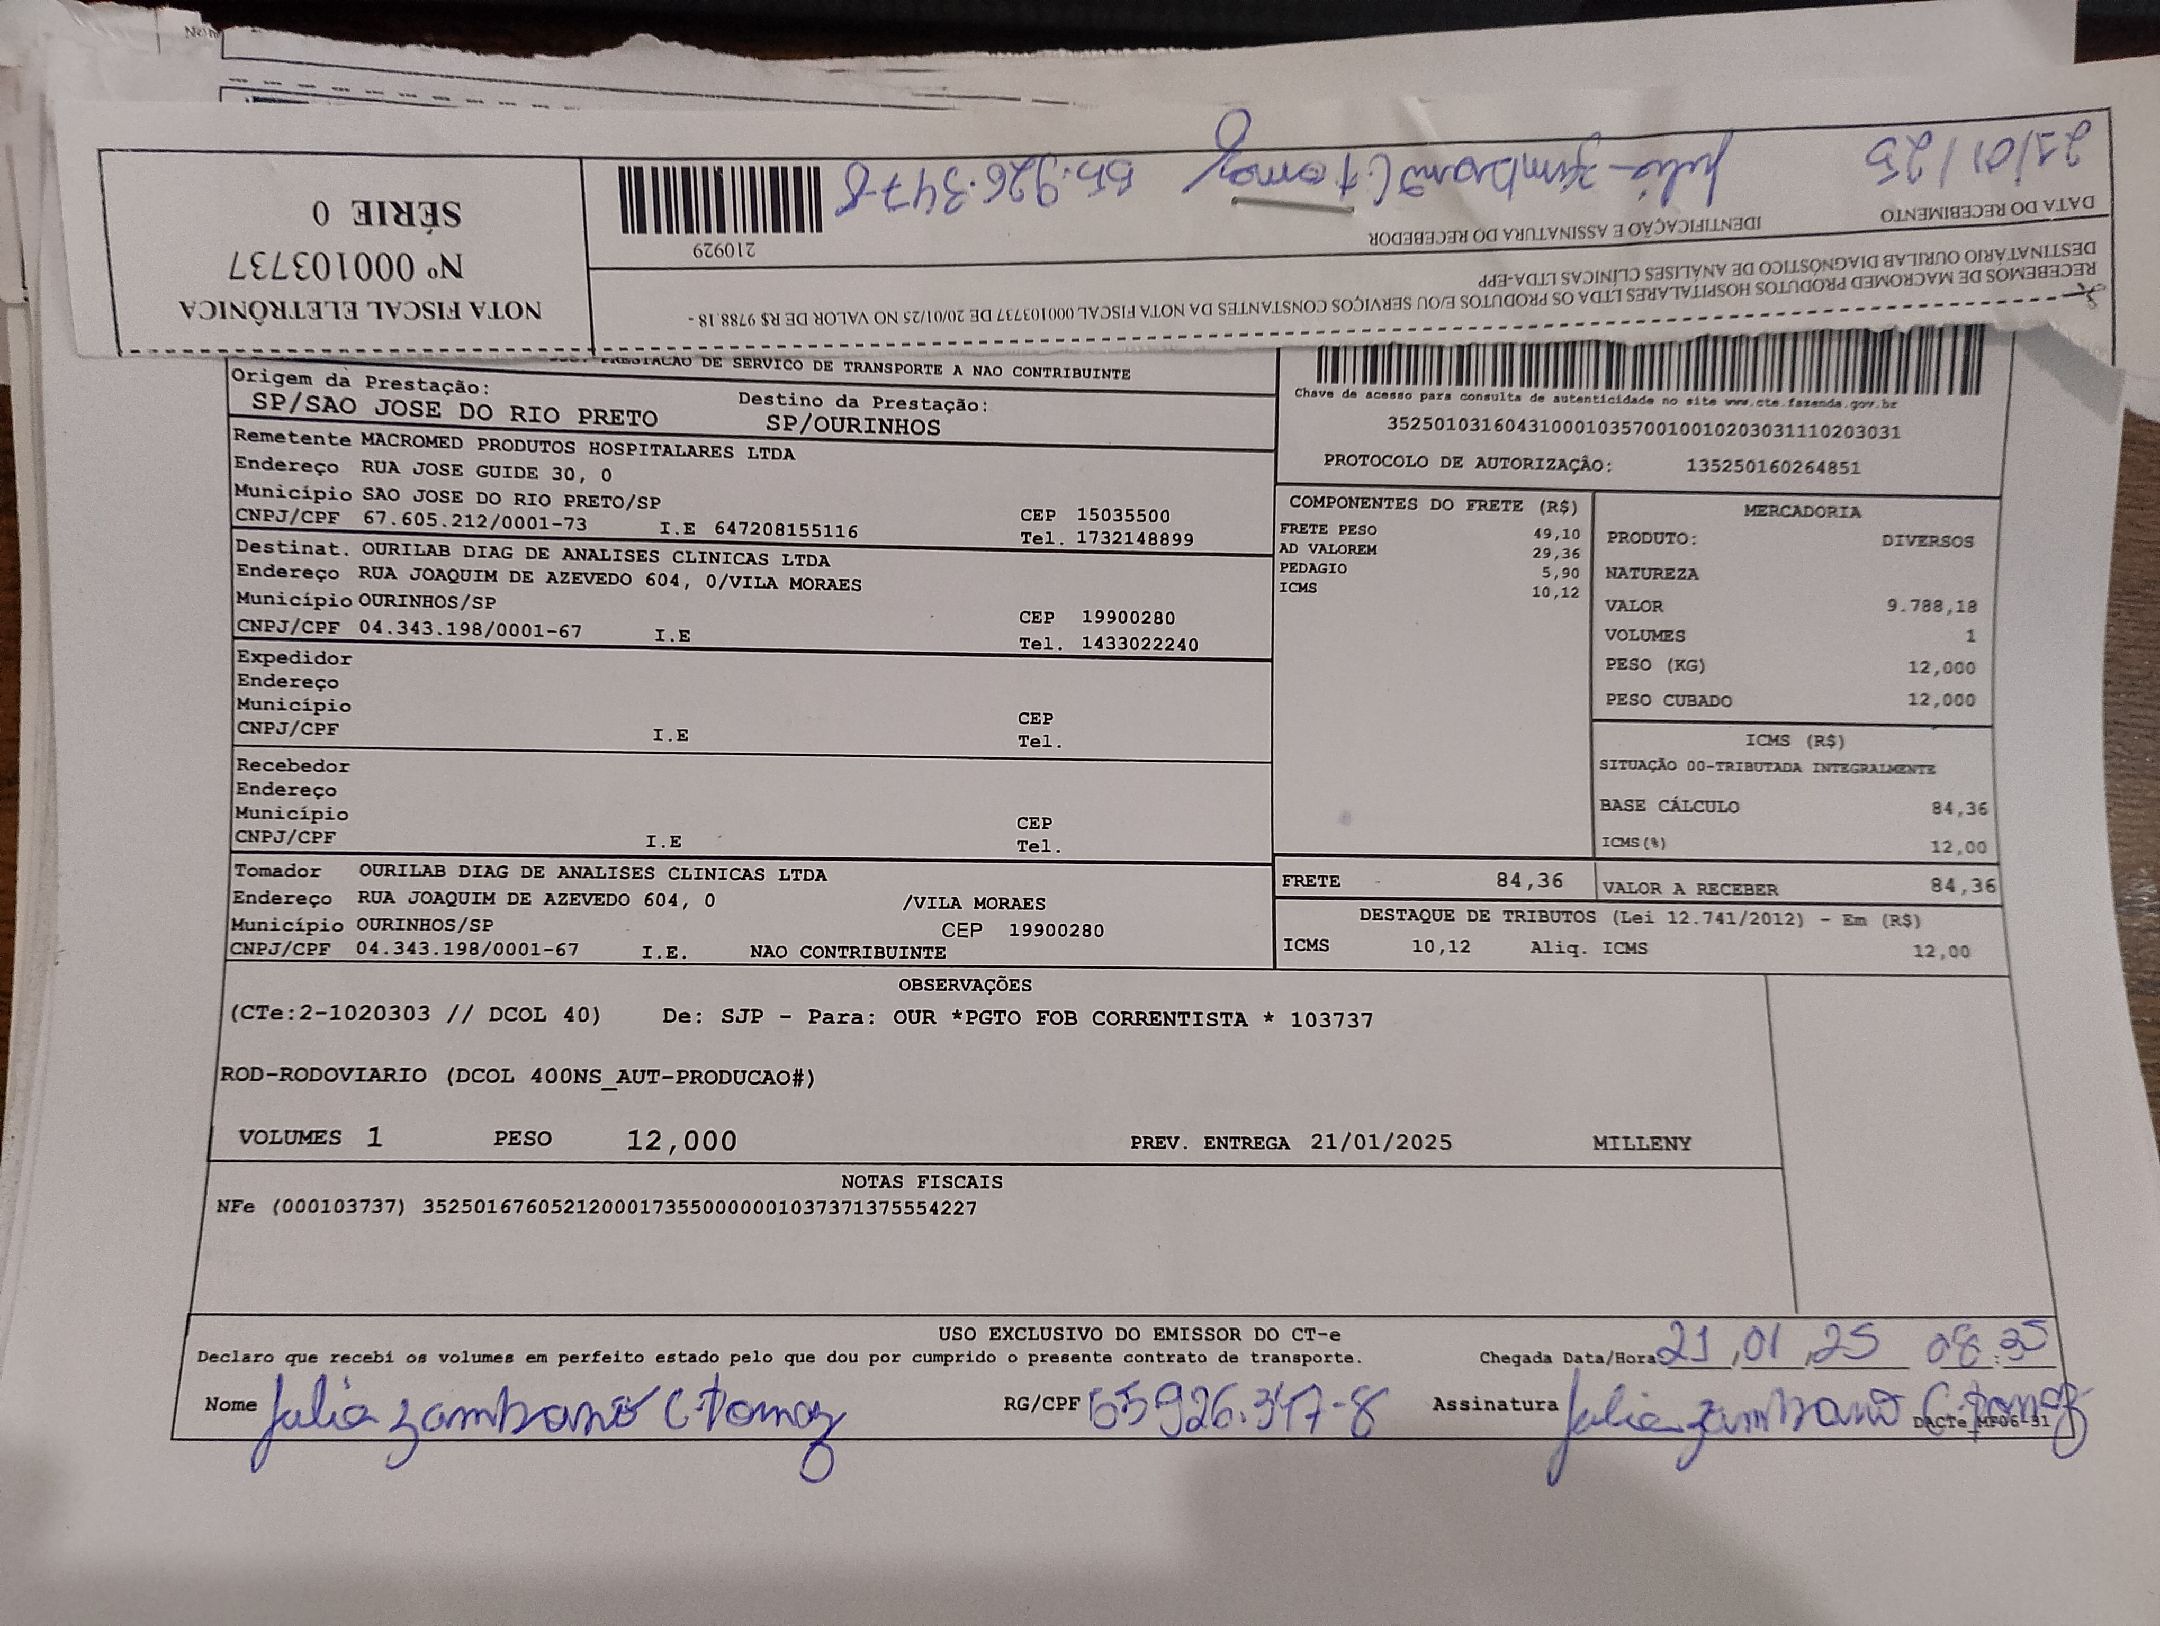 NOTA FISCAL ELETRÔNICA
Nº 000103737
SÉRIE 0
RECEBEMOS DE MACROMED PRODUTOS HOSPITALARES LTDA OS PRODUTOS E/OU SERVIÇOS CONSTANTES DA NOTA FISCAL 000103737 DE 20/01/25 NO VALOR DE R$ 9788.18 -
DESTINATÁRIO OURILAB DIAGNÓSTICO DE ANALISES CLÍNICAS LTDA-EPP
DATA DO RECEBIMENTO
21/01/25
IDENTIFICAÇÃO E ASSINATURA DO RECEBEDOR
Julia Zambano C Tomaz 55.926.347-8
210929
PRESTACAO DE SERVICO DE TRANSPORTE A NAO CONTRIBUINTE
Origem da Prestação:
SP/SAO JOSE DO RIO PRETO
Destino da Prestação:
SP/OURINHOS
Remetente MACROMED PRODUTOS HOSPITALARES LTDA
Endereço RUA JOSE GUIDE 30, 0
Município SAO JOSE DO RIO PRETO/SP CEP 15035500
CNPJ/CPF 67.605.212/0001-73 I.E 647208155116 Tel. 1732148899
Destinat. OURILAB DIAG DE ANALISES CLINICAS LTDA
Endereço RUA JOAQUIM DE AZEVEDO 604, 0/VILA MORAES
Município OURINHOS/SP CEP 19900280
CNPJ/CPF 04.343.198/0001-67 I.E Tel. 1433022240
Expedidor
Endereço
Município CEP
CNPJ/CPF I.E Tel.
Recebedor
Endereço
Município CEP
CNPJ/CPF I.E Tel.
Tomador OURILAB DIAG DE ANALISES CLINICAS LTDA
Endereço RUA JOAQUIM DE AZEVEDO 604, 0 /VILA MORAES
Município OURINHOS/SP CEP 19900280
CNPJ/CPF 04.343.198/0001-67 I.E. NAO CONTRIBUINTE
Chave de acesso para consulta de autenticidade no site www.cte.fazenda.gov.br
35250103160431000103570010010203031110203031
PROTOCOLO DE AUTORIZAÇÃO: 135250160264851
COMPONENTES DO FRETE (R$)
FRETE PESO 49,10
AD VALOREM 29,36
PEDAGIO 5,90
ICMS 10,12
MERCADORIA
PRODUTO: DIVERSOS
NATUREZA
VALOR 9.788,18
VOLUMES 1
PESO (KG) 12,000
PESO CUBADO 12,000
ICMS (R$)
SITUAÇÃO 00-TRIBUTADA INTEGRALMENTE
BASE CÁLCULO 84,36
ICMS(%) 12,00
FRETE - 84,36
VALOR A RECEBER 84,36
DESTAQUE DE TRIBUTOS (Lei 12.741/2012) - Em (R$)
ICMS 10,12 Aliq. ICMS 12,00
OBSERVAÇÕES
(CTe:2-1020303 // DCOL 40) De: SJP - Para: OUR *PGTO FOB CORRENTISTA * 103737
ROD-RODOVIARIO (DCOL 400NS_AUT-PRODUCAO#)
VOLUMES 1 PESO 12,000 PREV. ENTREGA 21/01/2025 MILLENY
NOTAS FISCAIS
NFe (000103737) 35250167605212000173550000001037371375554227
USO EXCLUSIVO DO EMISSOR DO CT-e
Declaro que recebi os volumes em perfeito estado pelo que dou por cumprido o presente contrato de transporte. Chegada Data/Hora 21,01,25 08:35
Nome Julia Zambano C Tomaz RG/CPF 55926.347-8 Assinatura Julia Zambano C Tomaz
DACTe_MF06-31